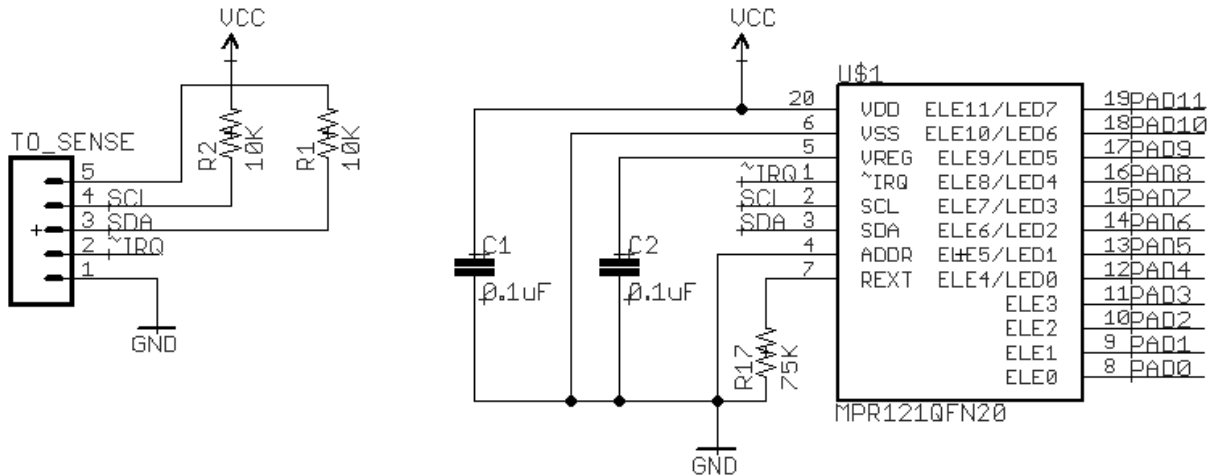 VCC
TO_SENSE
R2
10K
R1
10K
5
4 SCL
3 SDA
2 ~IRQ
1
GND
VCC
U$1
20 VDD ELE11/LED7 19 PAD11
6 VSS ELE10/LED6 18 PAD10
5 VREG ELE9/LED5 17 PAD9
~IRQ 1 ~IRQ ELE8/LED4 16 PAD8
SCL 2 SCL ELE7/LED3 15 PAD7
SDA 3 SDA ELE6/LED2 14 PAD6
4 ADDR ELE5/LED1 13 PAD5
7 REXT ELE4/LED0 12 PAD4
ELE3 11 PAD3
ELE2 10 PAD2
ELE1 9 PAD1
ELE0 8 PAD0
C1
0.1uF
C2
0.1uF
R17
75K
MPR121QFN20
GND